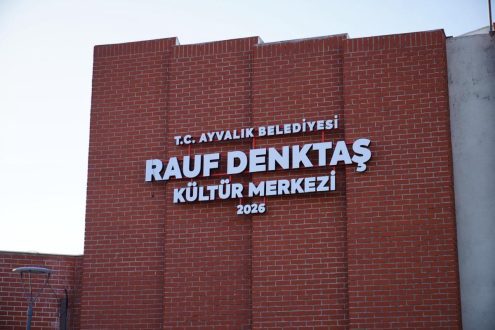 T.C. AYVALIK BELEDİYESİ
RAUF DENKTAŞ
KÜLTÜR MERKEZİ
2026